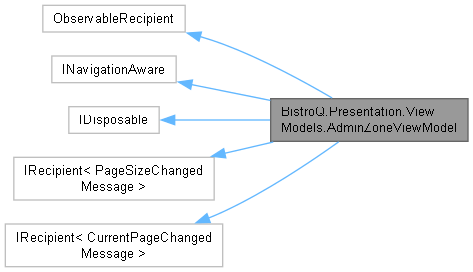 ObservableRecipient
INavigationAware
BistroQ.Presentation.View
Models.AdminZoneViewModel
IDisposable
IRecipient< PageSizeChanged
Message >
IRecipient< CurrentPageChanged
Message >